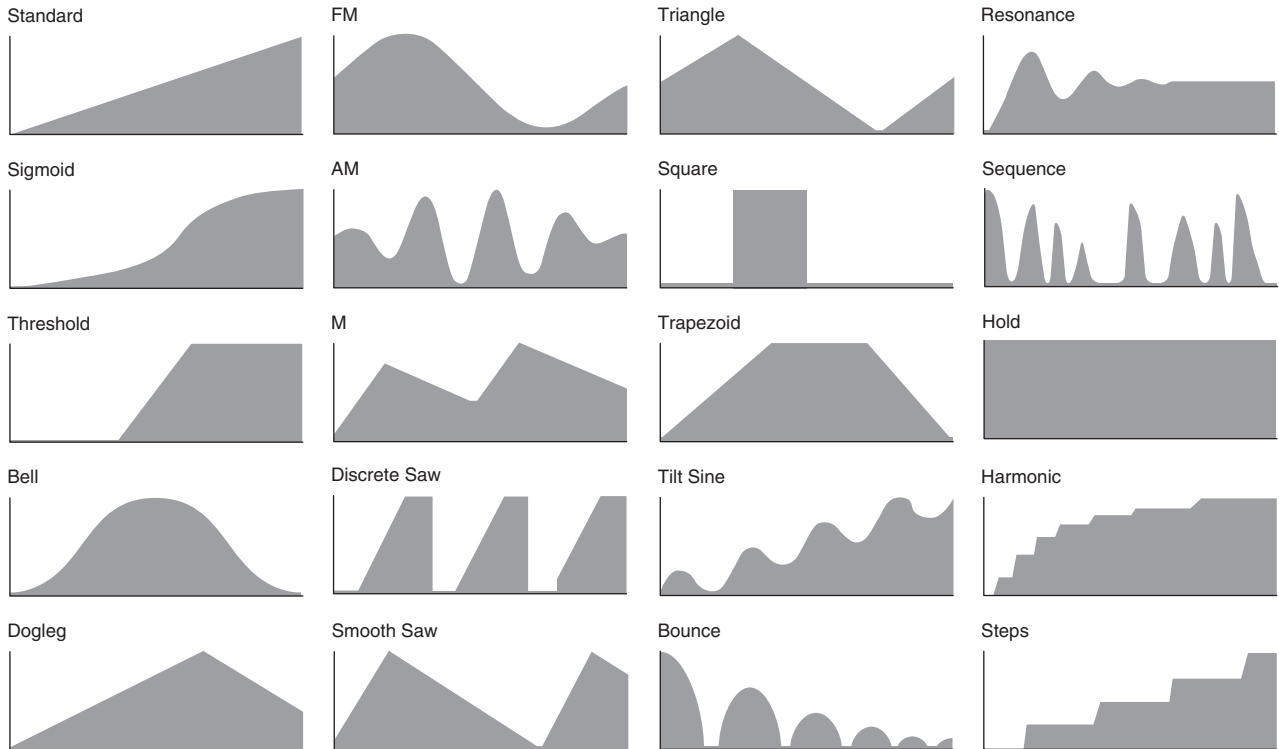 Standard
FM
Triangle
Resonance
Sigmoid
AM
Square
Sequence
Threshold
M
Trapezoid
Hold
Bell
Discrete Saw
Tilt Sine
Harmonic
Dogleg
Smooth Saw
Bounce
Steps